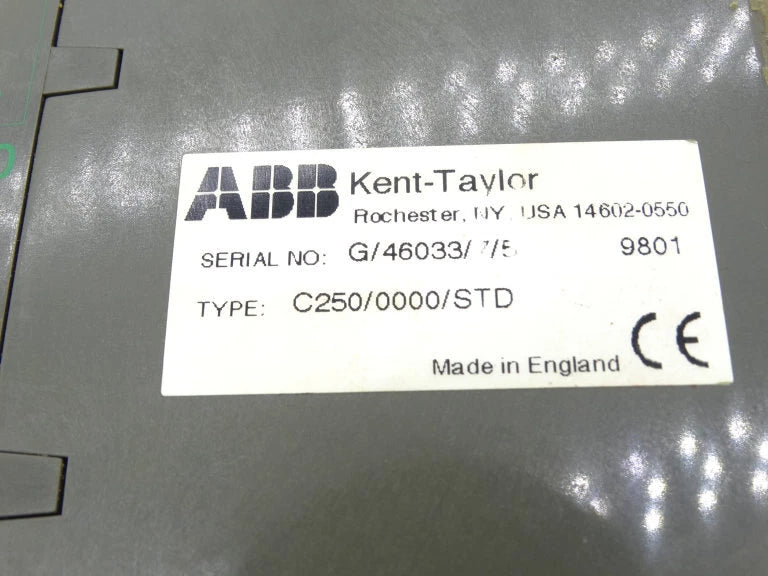 ABB Kent-Taylor
Rochester, NY, USA 14602-0550
SERIAL NO: 9801
TYPE: C250/0000/STD
Made in England CE